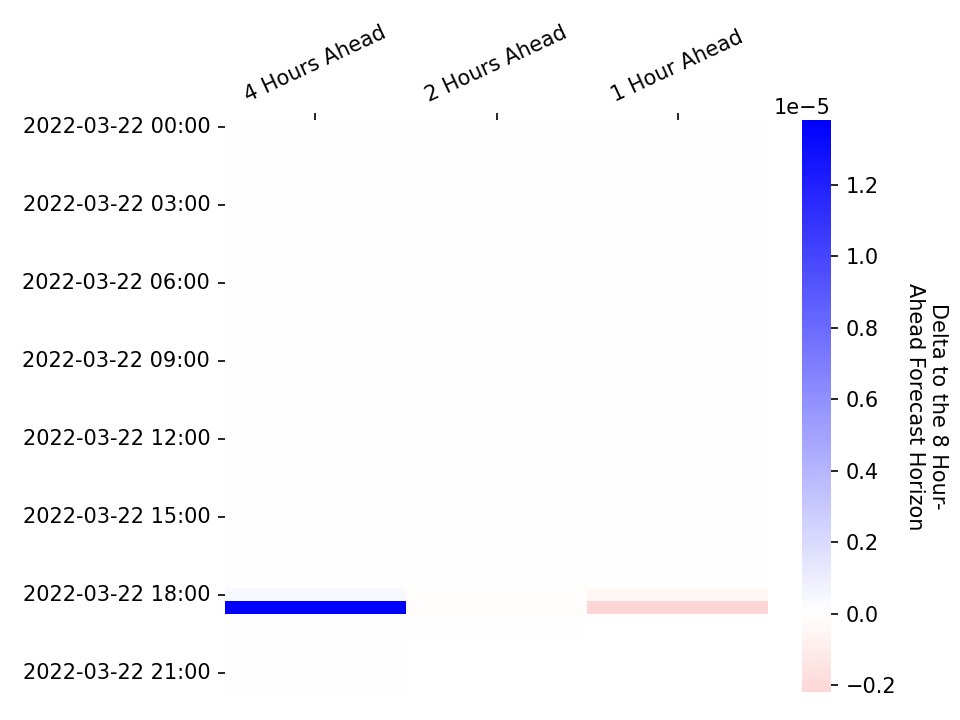 4 Hours Ahead
2 Hours Ahead
1 Hour Ahead
1e−5
2022-03-22 00:00
2022-03-22 03:00
2022-03-22 06:00
2022-03-22 09:00
2022-03-22 12:00
2022-03-22 15:00
2022-03-22 18:00
2022-03-22 21:00
1.2
1.0
0.8
0.6
0.4
0.2
0.0
−0.2
Delta to the 8 Hour-
Ahead Forecast Horizon